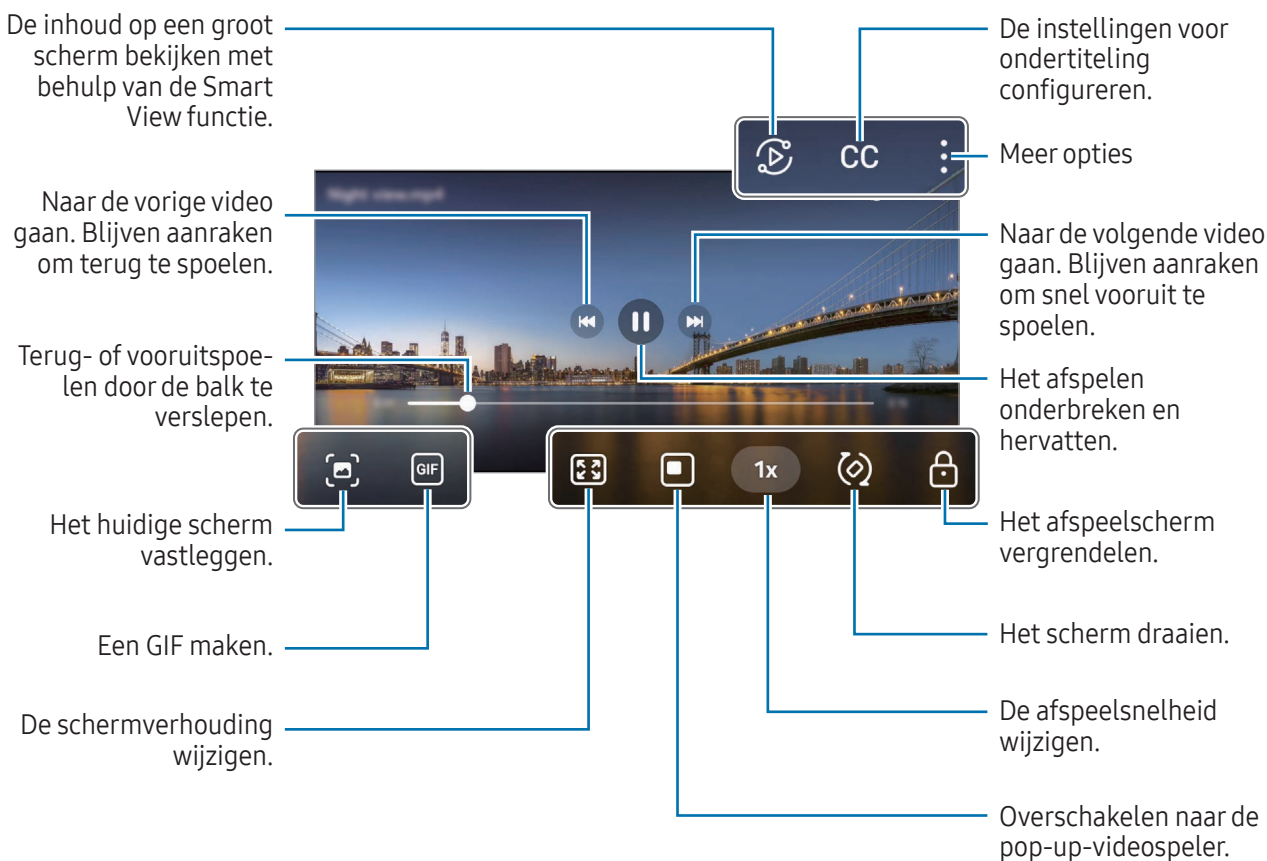 De inhoud op een groot
scherm bekijken met
behulp van de Smart
View functie.
De instellingen voor
ondertiteling
configureren.
CC
Meer opties
Night view.mp4
Naar de vorige video
gaan. Blijven aanraken
om terug te spoelen.
Naar de volgende video
gaan. Blijven aanraken
om snel vooruit te
spoelen.
Terug- of vooruitspoe-
len door de balk te
verslepen.
Het afspelen
onderbreken en
hervatten.
GIF
1x
Het huidige scherm
vastleggen.
Het afspeelscherm
vergrendelen.
Een GIF maken.
Het scherm draaien.
De schermverhouding
wijzigen.
De afspeelsnelheid
wijzigen.
Overschakelen naar de
pop-up-videospeler.